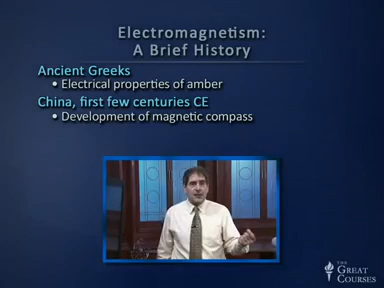 Electromagnetism:
A Brief History
Ancient Greeks
• Electrical properties of amber
China, first few centuries CE
• Development of magnetic compass
THE
GREAT
COURSES